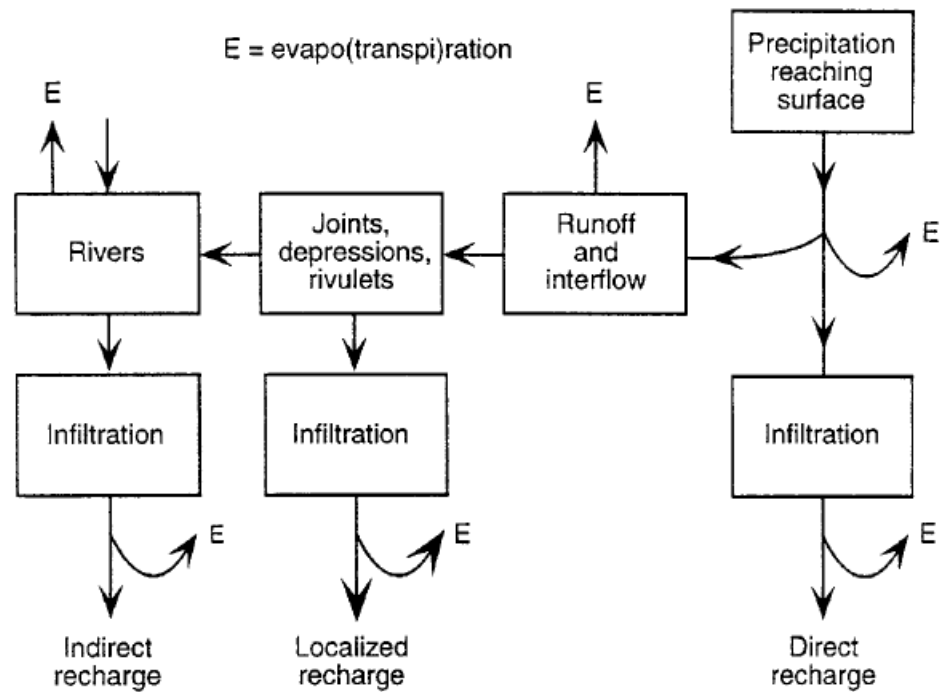 E = evapo(transpi)ration
Precipitation
reaching
surface
E
E
Rivers
Joints,
depressions,
rivulets
Runoff
and
interflow
E
Infiltration
Infiltration
Infiltration
E
E
E
Indirect
recharge
Localized
recharge
Direct
recharge